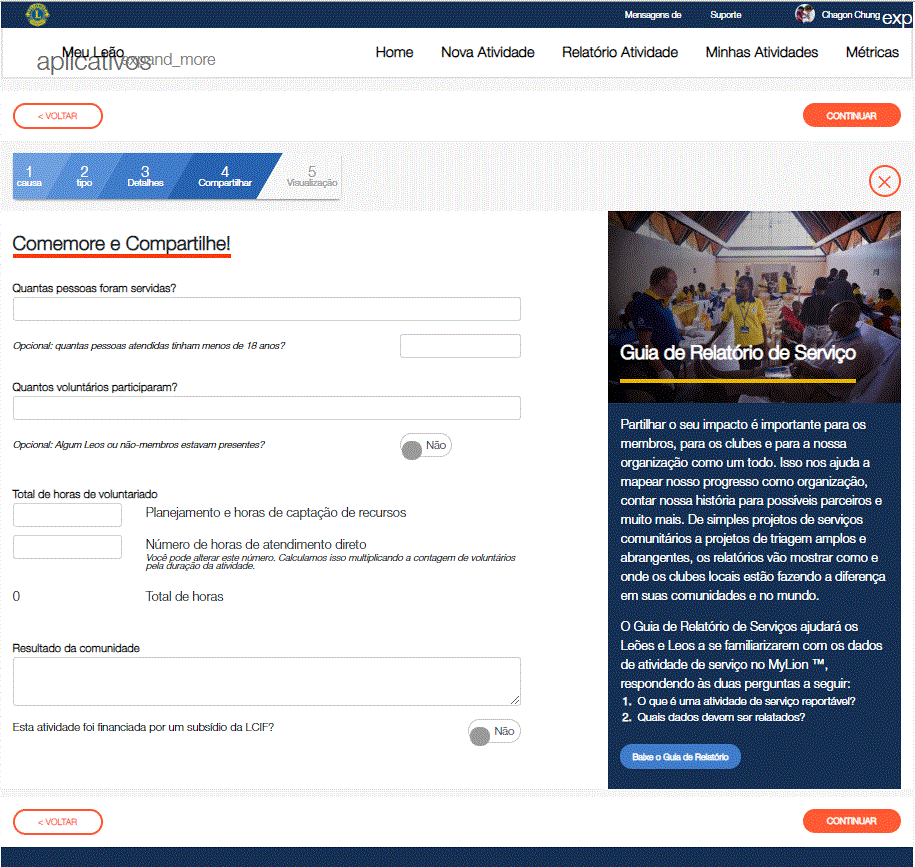 L
Mensagens de Suporte Chagon Chung exp
Meu Leão
aplicativos expand_more
Home Nova Atividade Relatório Atividade Minhas Atividades Métricas
< VOLTAR CONTINUAR
1 2 3 4 5
causa tipo Detalhes Compartilhar Visualização
Comemore e Compartilhe!
Quantas pessoas foram servidas?
Opcional: quantas pessoas atendidas tinham menos de 18 anos?
Quantos voluntários participaram?
Opcional: Algum Leos ou não-membros estavam presentes? Não
Total de horas de voluntariado
Planejamento e horas de captação de recursos
Número de horas de atendimento direto
Você pode alterar este número. Calculamos isso multiplicando a contagem de voluntários
pela duração da atividade.
0 Total de horas
Resultado da comunidade
Esta atividade foi financiada por um subsídio da LCIF? Não
Guia de Relatório de Serviço
Partilhar o seu impacto é importante para os
membros, para os clubes e para a nossa
organização como um todo. Isso nos ajuda a
mapear nosso progresso como organização,
contar nossa história para possíveis parceiros e
muito mais. De simples projetos de serviços
comunitários a projetos de triagem amplos e
abrangentes, os relatórios vão mostrar como e
onde os clubes locais estão fazendo a diferença
em suas comunidades e no mundo.
O Guia de Relatório de Serviços ajudará os
Leões e Leos a se familiarizarem com os dados
de atividade de serviço no MyLion ™,
respondendo às duas perguntas a seguir:
1. O que é uma atividade de serviço reportável?
2. Quais dados devem ser relatados?
Baixe o Guia de Relatório
< VOLTAR CONTINUAR